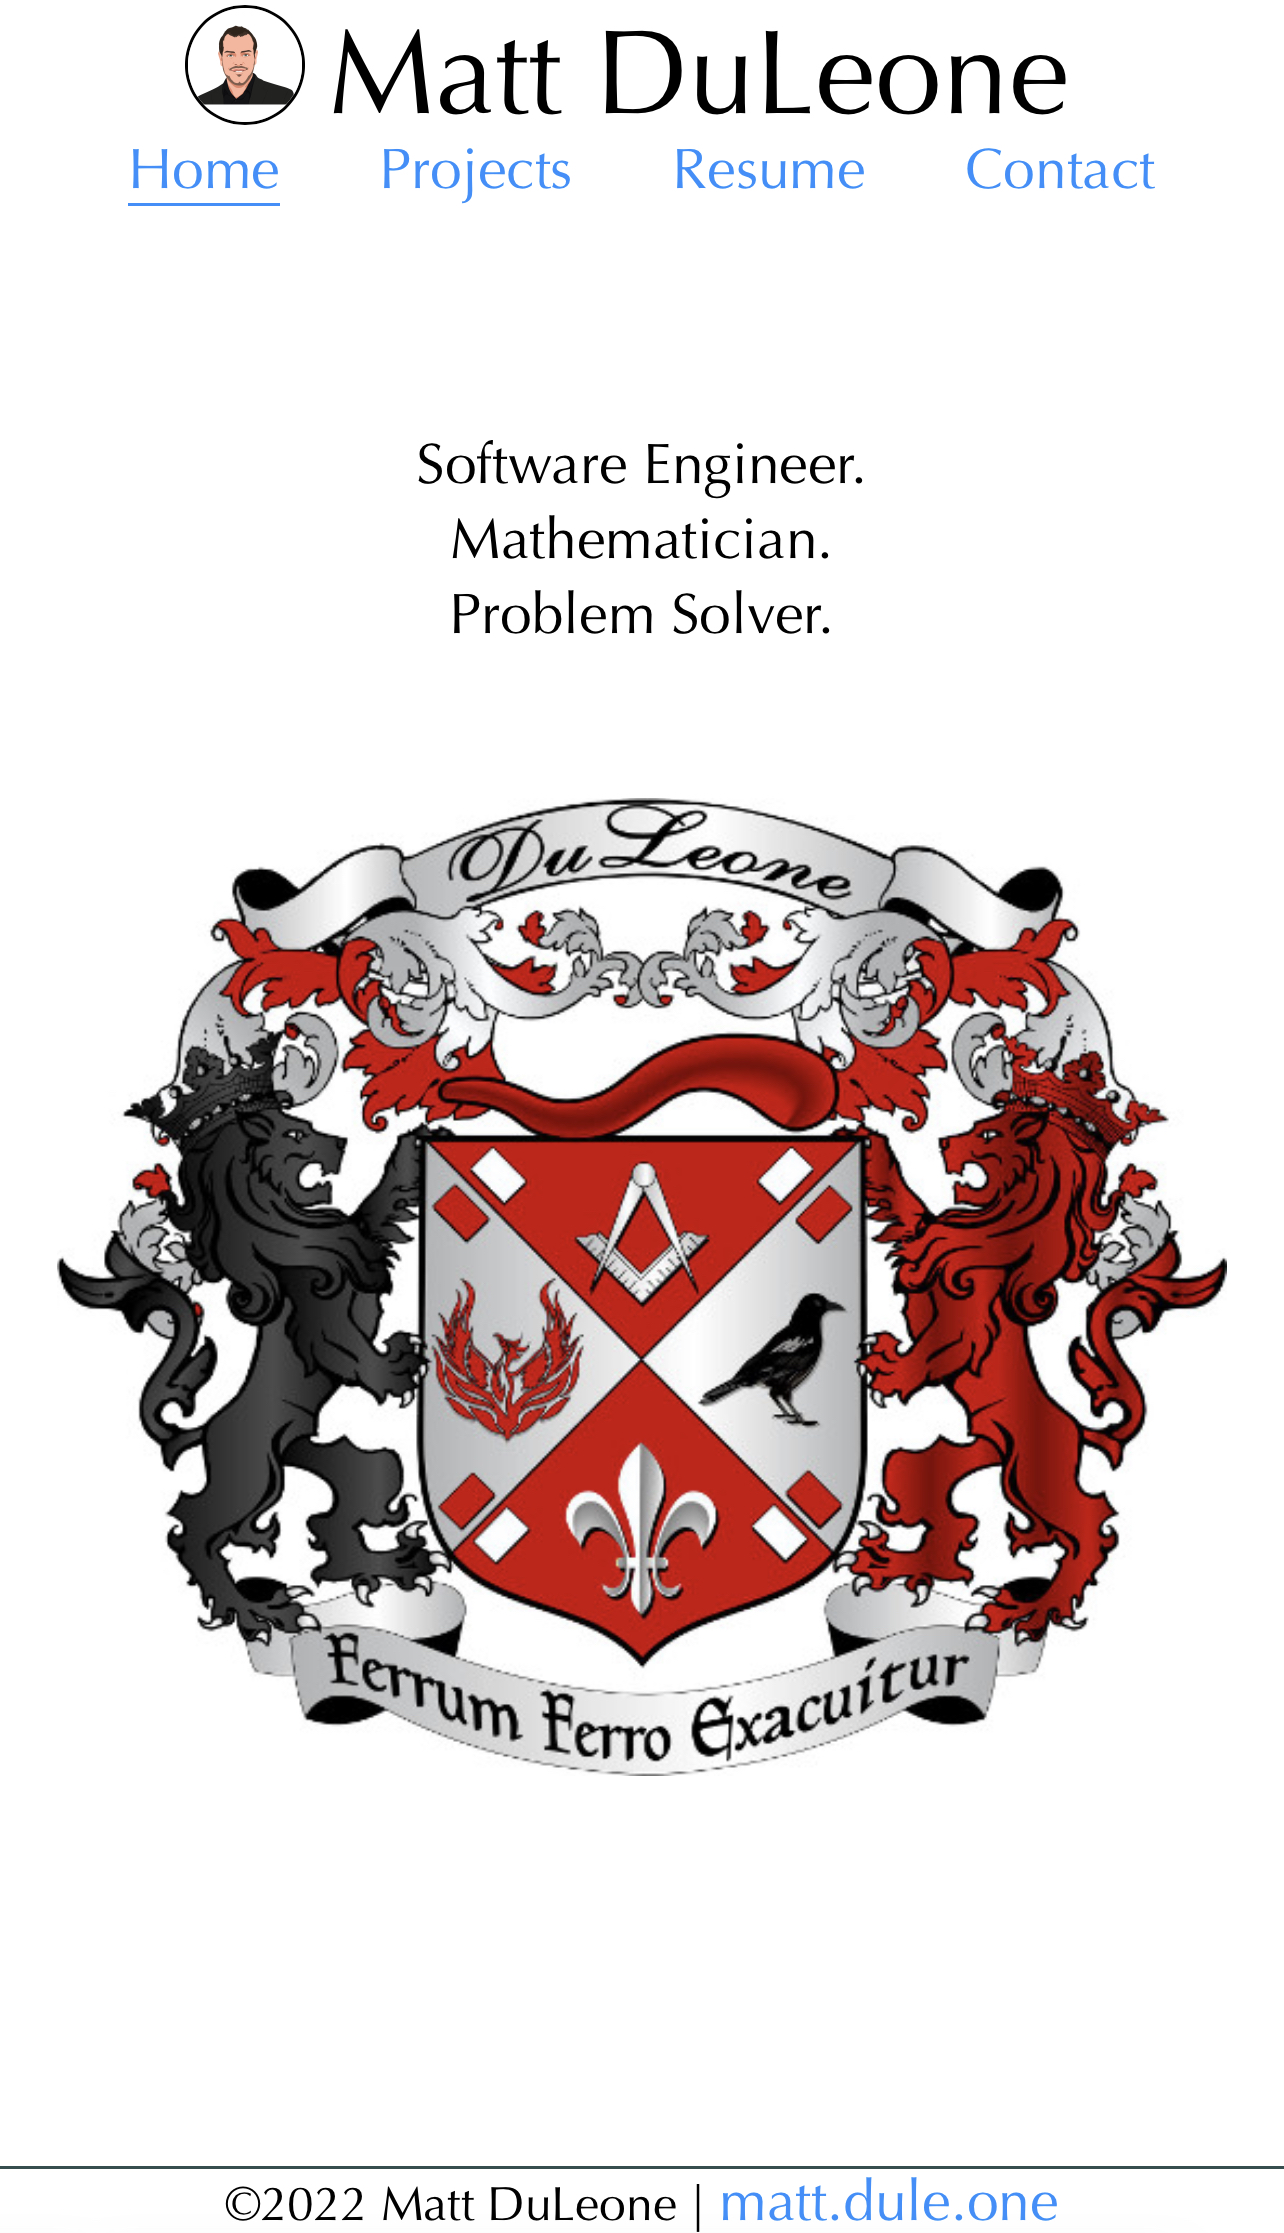 Matt DuLeone
Home Projects Resume Contact
Software Engineer.
Mathematician.
Problem Solver.
DuLeone
Ferrum Ferro Exacuitur
©2022 Matt DuLeone | matt.dule.one